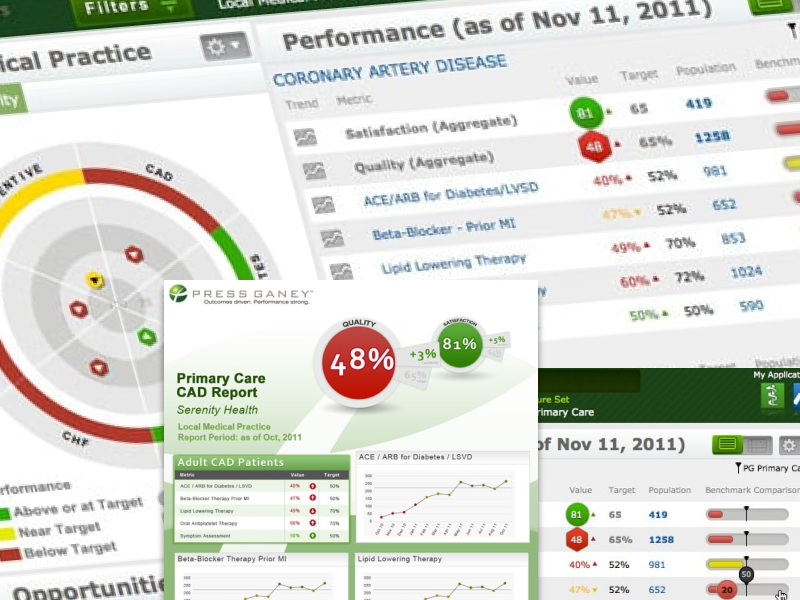 Filters
Local Medical
ical Practice
Performance (as of Nov 11, 2011)
CORONARY ARTERY DISEASE
Value Target Population Benchm
Trend Metric
Satisfaction (Aggregate) 81 65 419
Quality (Aggregate) 48 65% 1258
ACE/ARB for Diabetes/LVSD 40% 52% 981
Beta-Blocker - Prior MI 47% 52% 652
Lipid Lowering Therapy 49% 70% 853
60% 72% 1024
50% 50% 590
ity
ENTIVE
CAD
TES
CHF
rformance
Above or at Target
Near Target
Below Target
Opportunitie
PRESS GANEY
Outcomes driven. Performance strong.
QUALITY
48%
+3%
65%
SATISFACTION
81%
+5%
Primary Care
CAD Report
Serenity Health
Local Medical Practice
Report Period: as of Oct, 2011
Adult CAD Patients
Metric Value Target
ACE / ARB for Diabetes / LVSD 40% 50%
Beta-Blocker Therapy Prior MI 47% 50%
Lipid Lowering Therapy 49% 70%
Oral Antiplatelet Therapy 60% 70%
Symptom Assessment 50% 50%
ACE / ARB for Diabetes / LVSD
Beta-Blocker Therapy Prior MI
Lipid Lowering Therapy
My Applicat
ure Set
rimary Care
of Nov 11, 2011)
PG Primary Ca
Value Target Population Benchmark Comparison
81 65 419
48 65% 1258
40% 52% 981
50
47% 52% 652
20